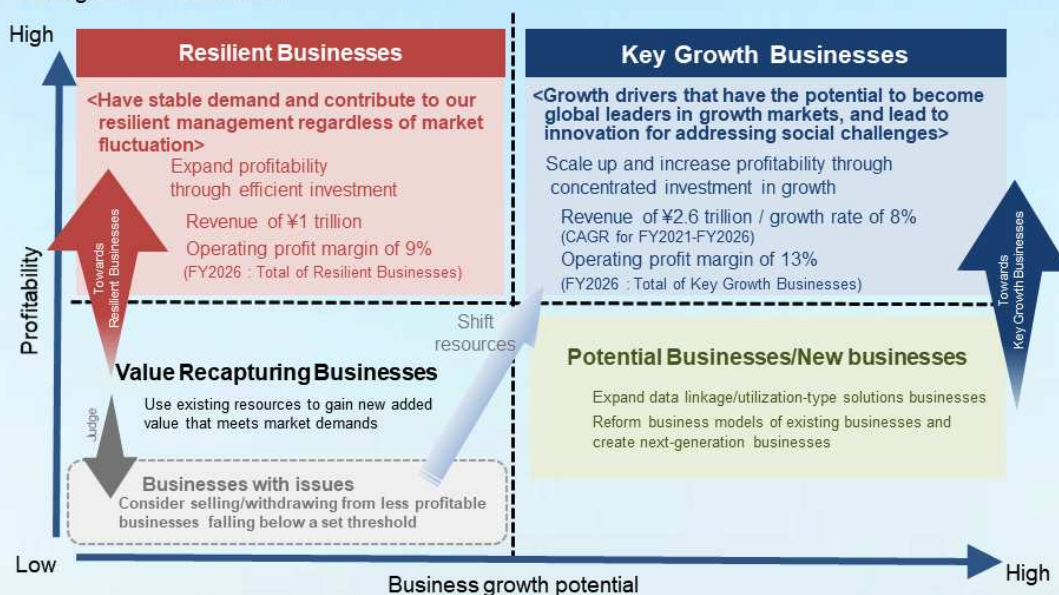 High
Resilient Businesses
<Have stable demand and contribute to our
resilient management regardless of market
fluctuation>
Expand profitability
through efficient investment
Revenue of ¥1 trillion
Operating profit margin of 9%
(FY2026 : Total of Resilient Businesses)
Towards
Resilient Businesses
Key Growth Businesses
<Growth drivers that have the potential to become
global leaders in growth markets, and lead to
innovation for addressing social challenges>
Scale up and increase profitability through
concentrated investment in growth
Revenue of ¥2.6 trillion / growth rate of 8%
(CAGR for FY2021-FY2026)
Operating profit margin of 13%
(FY2026 : Total of Key Growth Businesses)
Towards
Key Growth Businesses
Profitability
Shift
resources
Value Recapturing Businesses
Use existing resources to gain new added
value that meets market demands
Judge
Businesses with issues
Consider selling/withdrawing from less profitable
businesses falling below a set threshold
Potential Businesses/New businesses
Expand data linkage/utilization-type solutions businesses
Reform business models of existing businesses and
create next-generation businesses
Low
Business growth potential
High